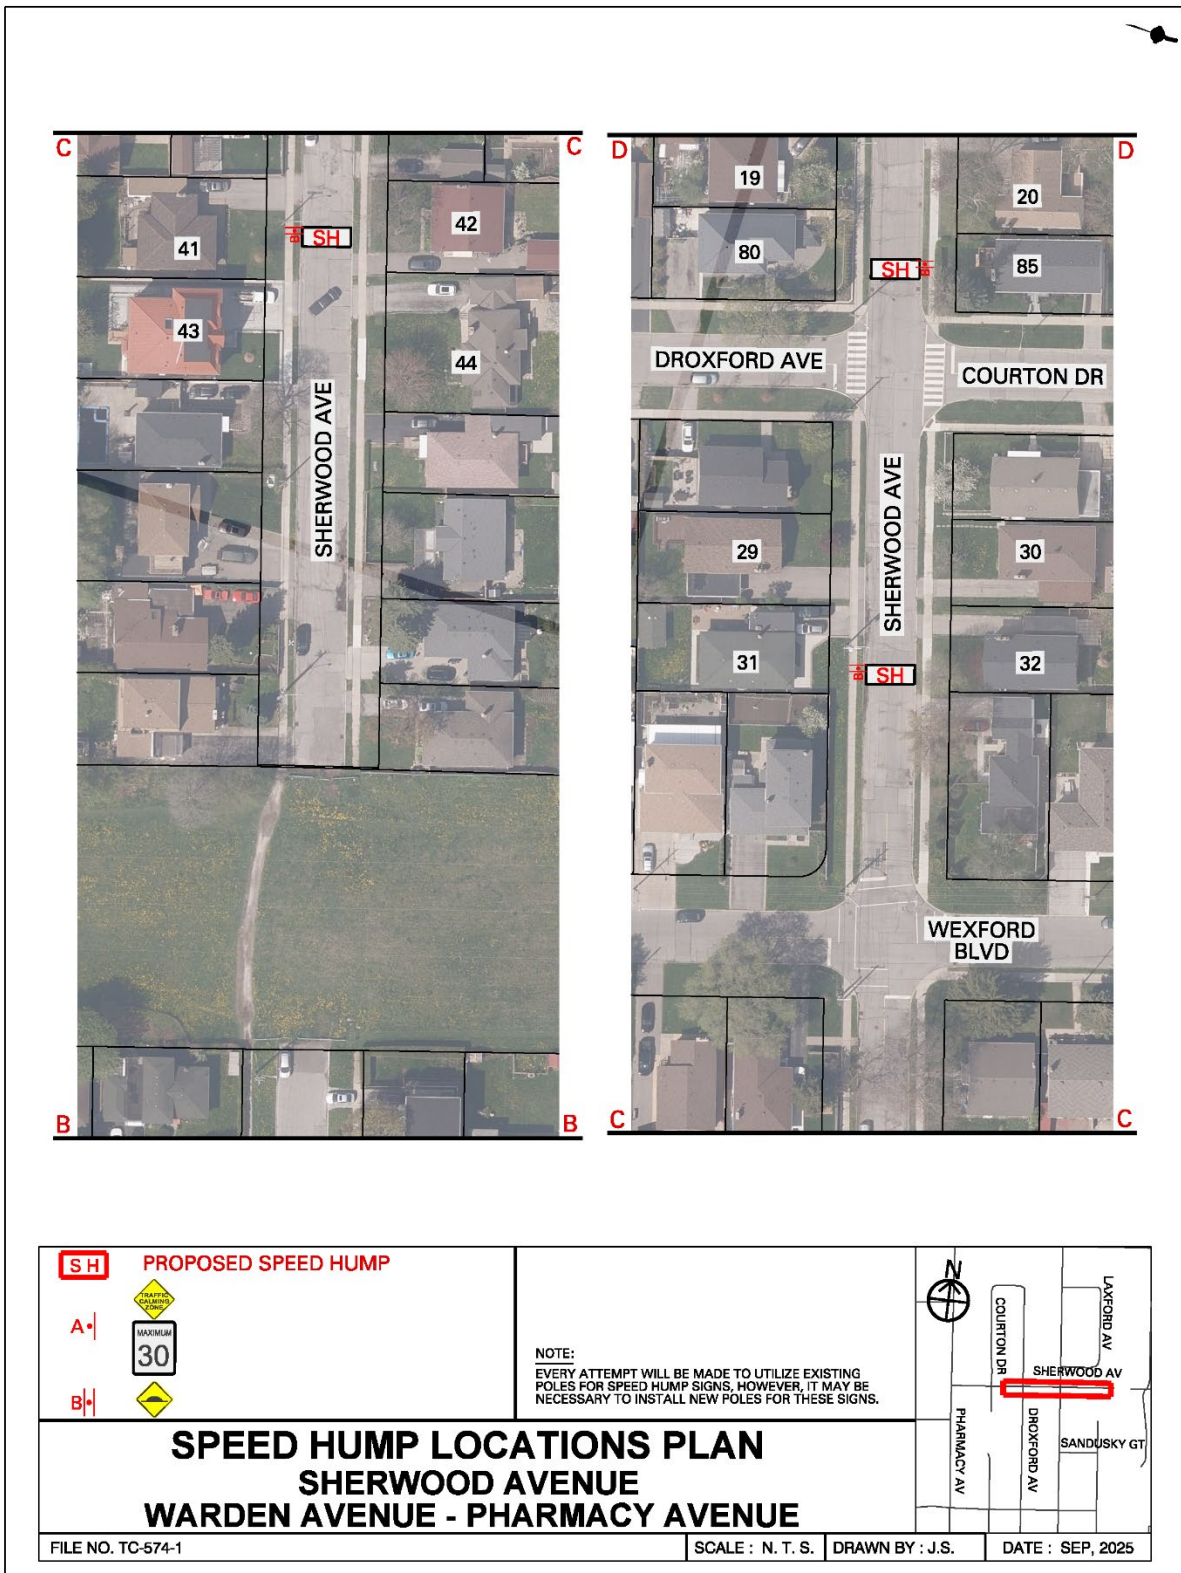 C
C
41
SH
B
42
43
44
SHERWOOD AVE
B
B
D
D
19
20
80
SH
B
85
DROXFORD AVE
COURTON DR
SHERWOOD AVE
29
30
31
B
SH
32
WEXFORD
BLVD
C
C
SH
PROPOSED SPEED HUMP
TRAFFIC
CALMING
ZONE
A
MAXIMUM
30
B
NOTE:
EVERY ATTEMPT WILL BE MADE TO UTILIZE EXISTING
POLES FOR SPEED HUMP SIGNS, HOWEVER, IT MAY BE
NECESSARY TO INSTALL NEW POLES FOR THESE SIGNS.
N
COURTON DR
LAXFORD AV
SHERWOOD AV
PHARMACY AV
DROXFORD AV
SANDUSKY GT
SPEED HUMP LOCATIONS PLAN
SHERWOOD AVENUE
WARDEN AVENUE - PHARMACY AVENUE
FILE NO. TC-574-1
SCALE : N. T. S.
DRAWN BY : J.S.
DATE : SEP, 2025